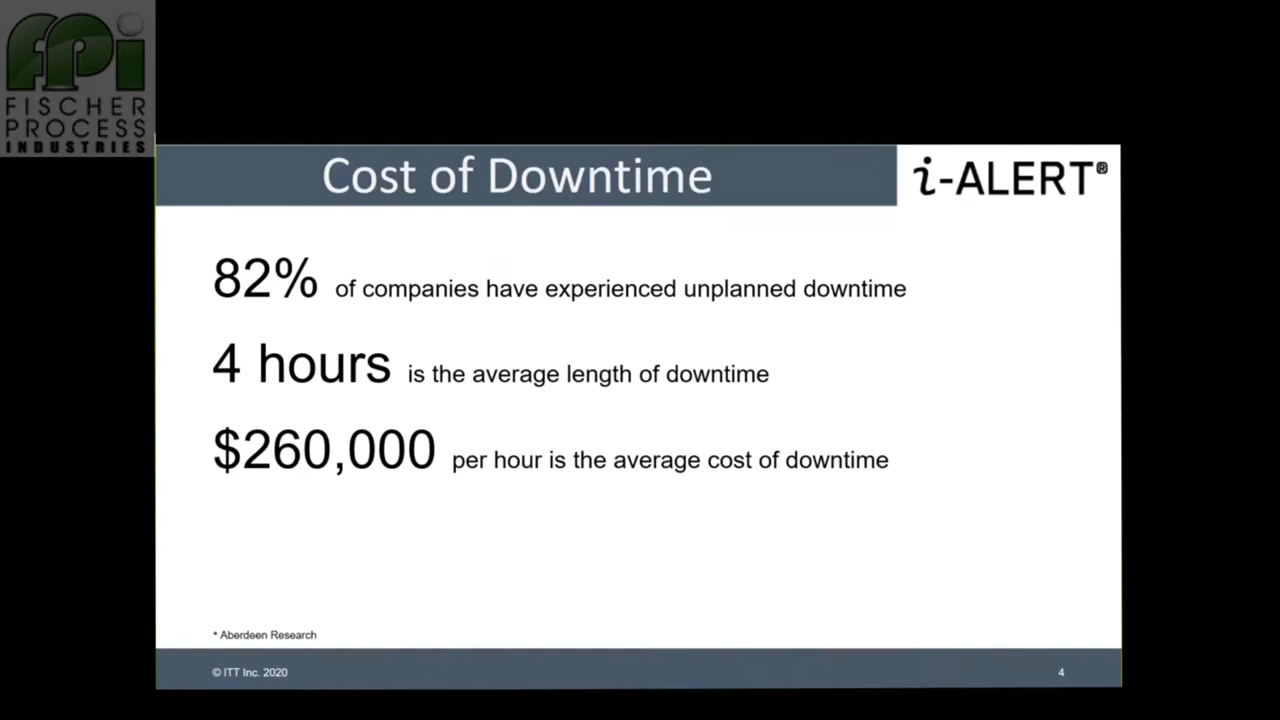 fpi
FISCHER
PROCESS
INDUSTRIES
Cost of Downtime
i-ALERT®
82% of companies have experienced unplanned downtime
4 hours is the average length of downtime
$260,000 per hour is the average cost of downtime
* Aberdeen Research
© ITT Inc. 2020
4